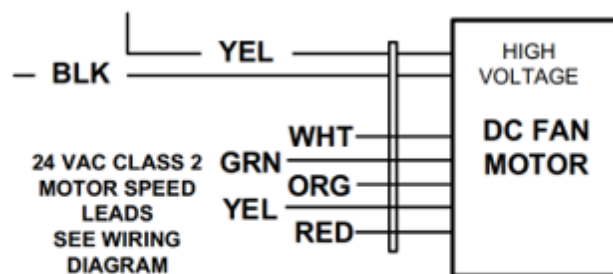 YEL
BLK
HIGH
VOLTAGE
DC FAN
MOTOR
WHT
GRN
ORG
YEL
RED
24 VAC CLASS 2
MOTOR SPEED
LEADS
SEE WIRING
DIAGRAM